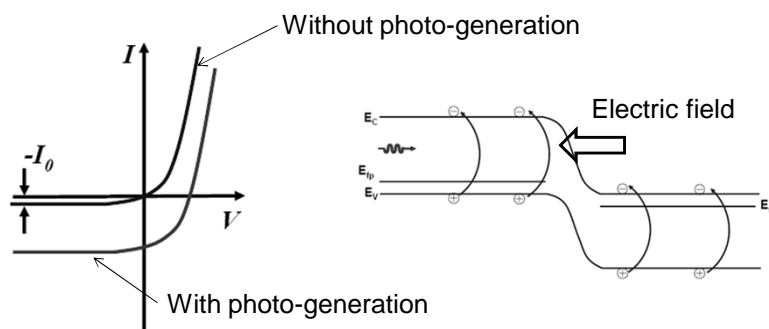 Without photo-generation
I
-I0
V
With photo-generation
Electric field
EC
Efp
EV
E
⊖ ⊖
⊕ ⊕
⊖ ⊖
⊕ ⊕